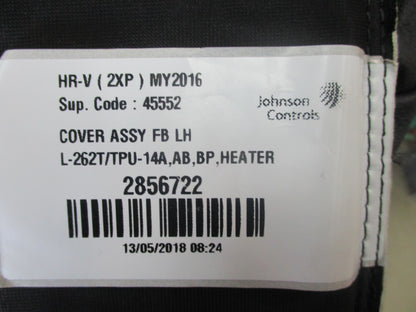 HR-V ( 2XP ) MY2016
Sup. Code : 45552
Johnson
Controls
COVER ASSY FB LH
L-262T/TPU-14A,AB,BP,HEATER
2856722
13/05/2018 08:24